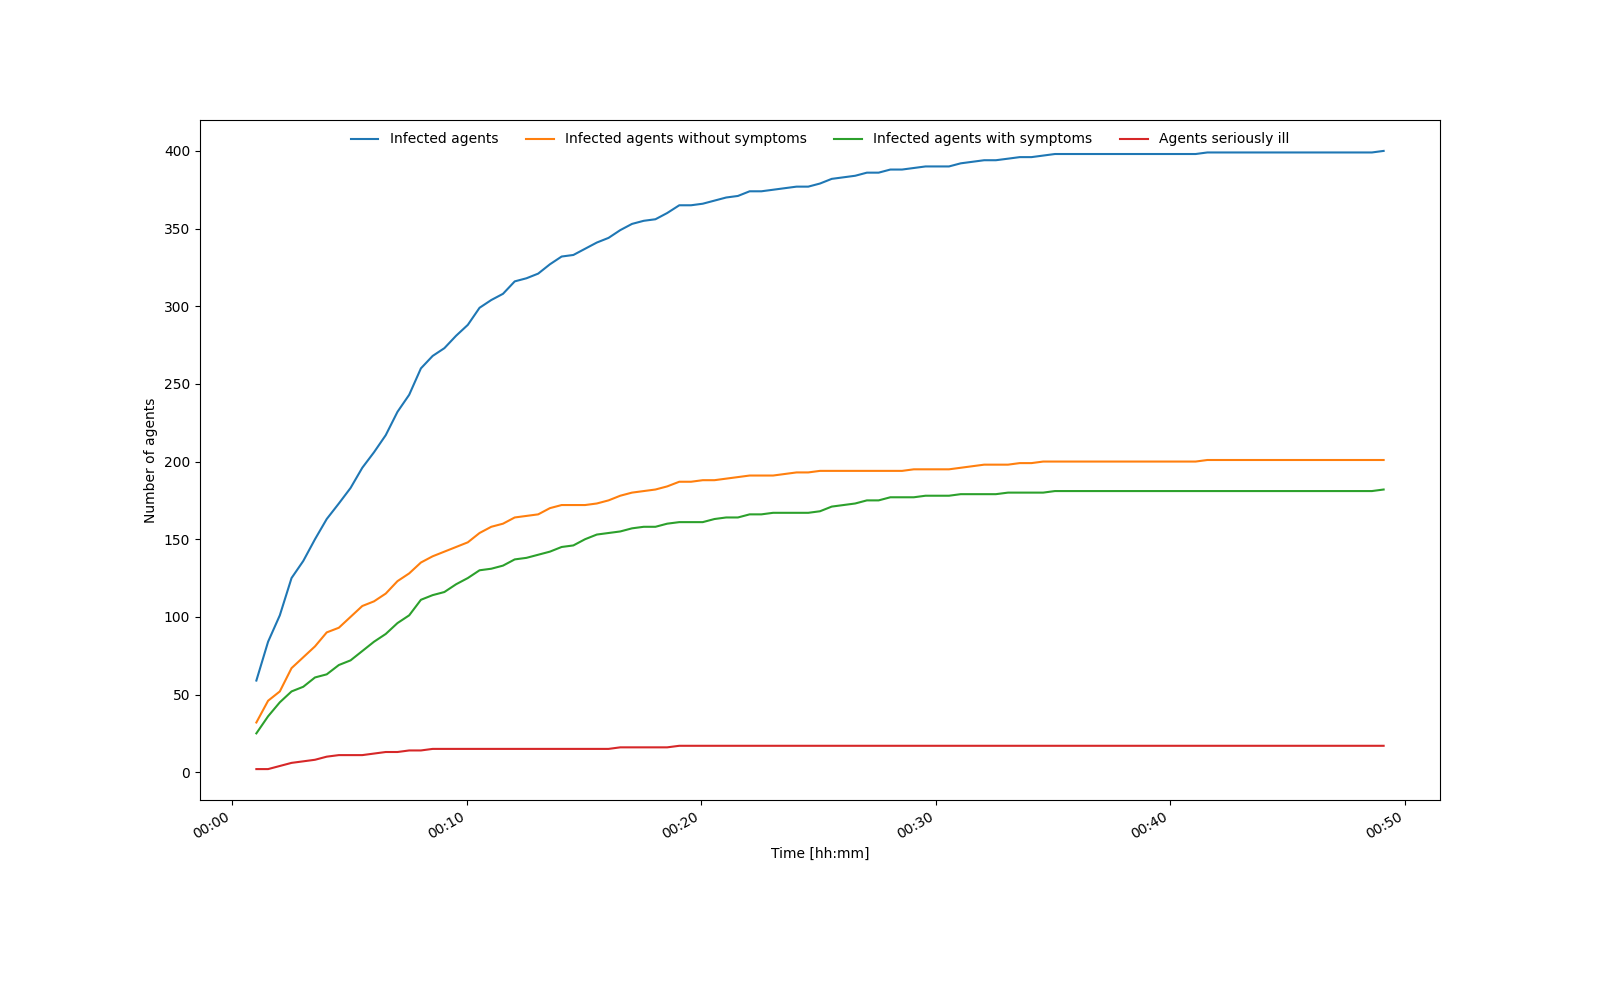 Infected agents Infected agents without symptoms Infected agents with symptoms Agents seriously ill
400
350
300
250
200
150
100
50
0
Number of agents
00:00 00:10 00:20 00:30 00:40 00:50
Time [hh:mm]